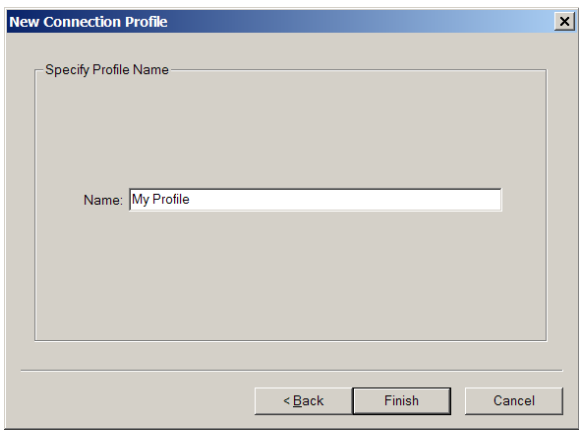 New Connection Profile
Specify Profile Name
Name: My Profile
< Back Finish Cancel